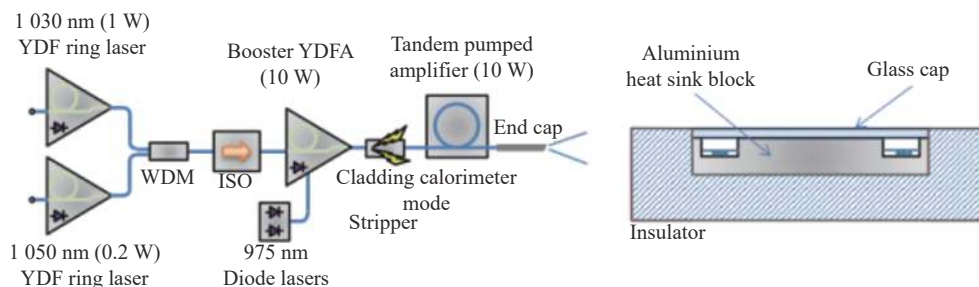 1 030 nm (1 W)
YDF ring laser
Booster YDFA
(10 W)
Tandem pumped
amplifier (10 W)
End cap
WDM
ISO
Cladding calorimeter
mode
Stripper
1 050 nm (0.2 W)
YDF ring laser
975 nm
Diode lasers
Aluminium
heat sink block
Glass cap
Insulator